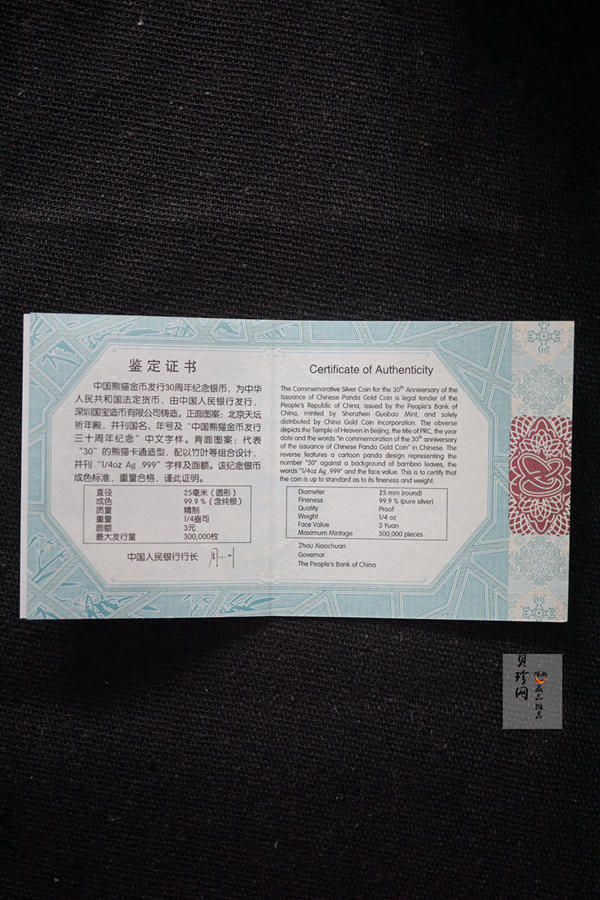 鉴定证书
中国熊猫金币发行30周年纪念银币，为中华
人民共和国法定货币，由中国人民银行发行，
深圳国宝造币有限公司铸造。正面图案：北京天坛
祈年殿，并刊国名、年号及“中国熊猫金币发行
三十周年纪念”中文字样。背面图案：代表
“30”的熊猫卡通造型，配以竹叶等组合设计，
并刊“1/4oz Ag .999”字样及面额。该纪念银币
成色标准，重量合格，谨此证明。
直径 25毫米（圆形）
成色 99.9％（含纯银）
质量 精制
重量 1/4盎司
面额 3元
最大发行量 300,000枚
中国人民银行行长
Certificate of Authenticity
The Commemorative Silver Coin for the 30th Anniversary of the
Issuance of Chinese Panda Gold Coin is legal tender of the
People's Republic of China, issued by the People's Bank of
China, minted by Shenzhen Guobao Mint, and solely
distributed by China Gold Coin Incorporation. The obverse
depicts the Temple of Heaven in Beijing, the title of PRC, the year
date and the words "in commemoration of the 30th anniversary
of the issuance of Chinese Panda Gold Coin" in Chinese. The
reverse features a cartoon panda design representing the
number "30" against a background of bamboo leaves, the
words "1/4oz Ag .999" and the face value. This is to certify that
the coin is up to standard as to its fineness and weight.
Diameter 25 mm (round)
Fineness 99.9 % (pure silver)
Quality Proof
Weight 1/4 oz
Face Value 3 Yuan
Maximum Mintage 300,000 pieces
Zhou Xiaochuan
Governor
The People's Bank of China
贝珍网
藏品推荐